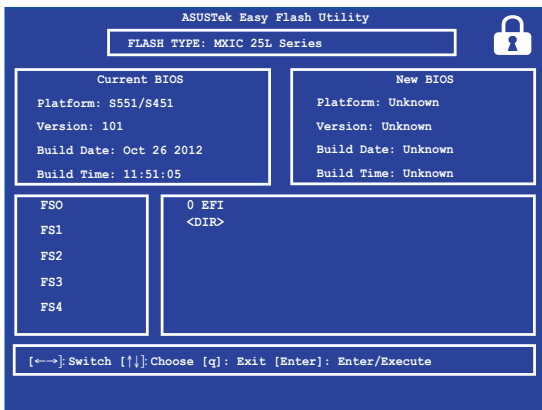 ASUSTek Easy Flash Utility
FLASH TYPE: MXIC 25L Series
Current BIOS
Platform: S551/S451
Version: 101
Build Date: Oct 26 2012
Build Time: 11:51:05
New BIOS
Platform: Unknown
Version: Unknown
Build Date: Unknown
Build Time: Unknown
FSO
FS1
FS2
FS3
FS4
0 EFI
<DIR>
[←→]: Switch [↑↓]: Choose [q]: Exit [Enter]: Enter/Execute